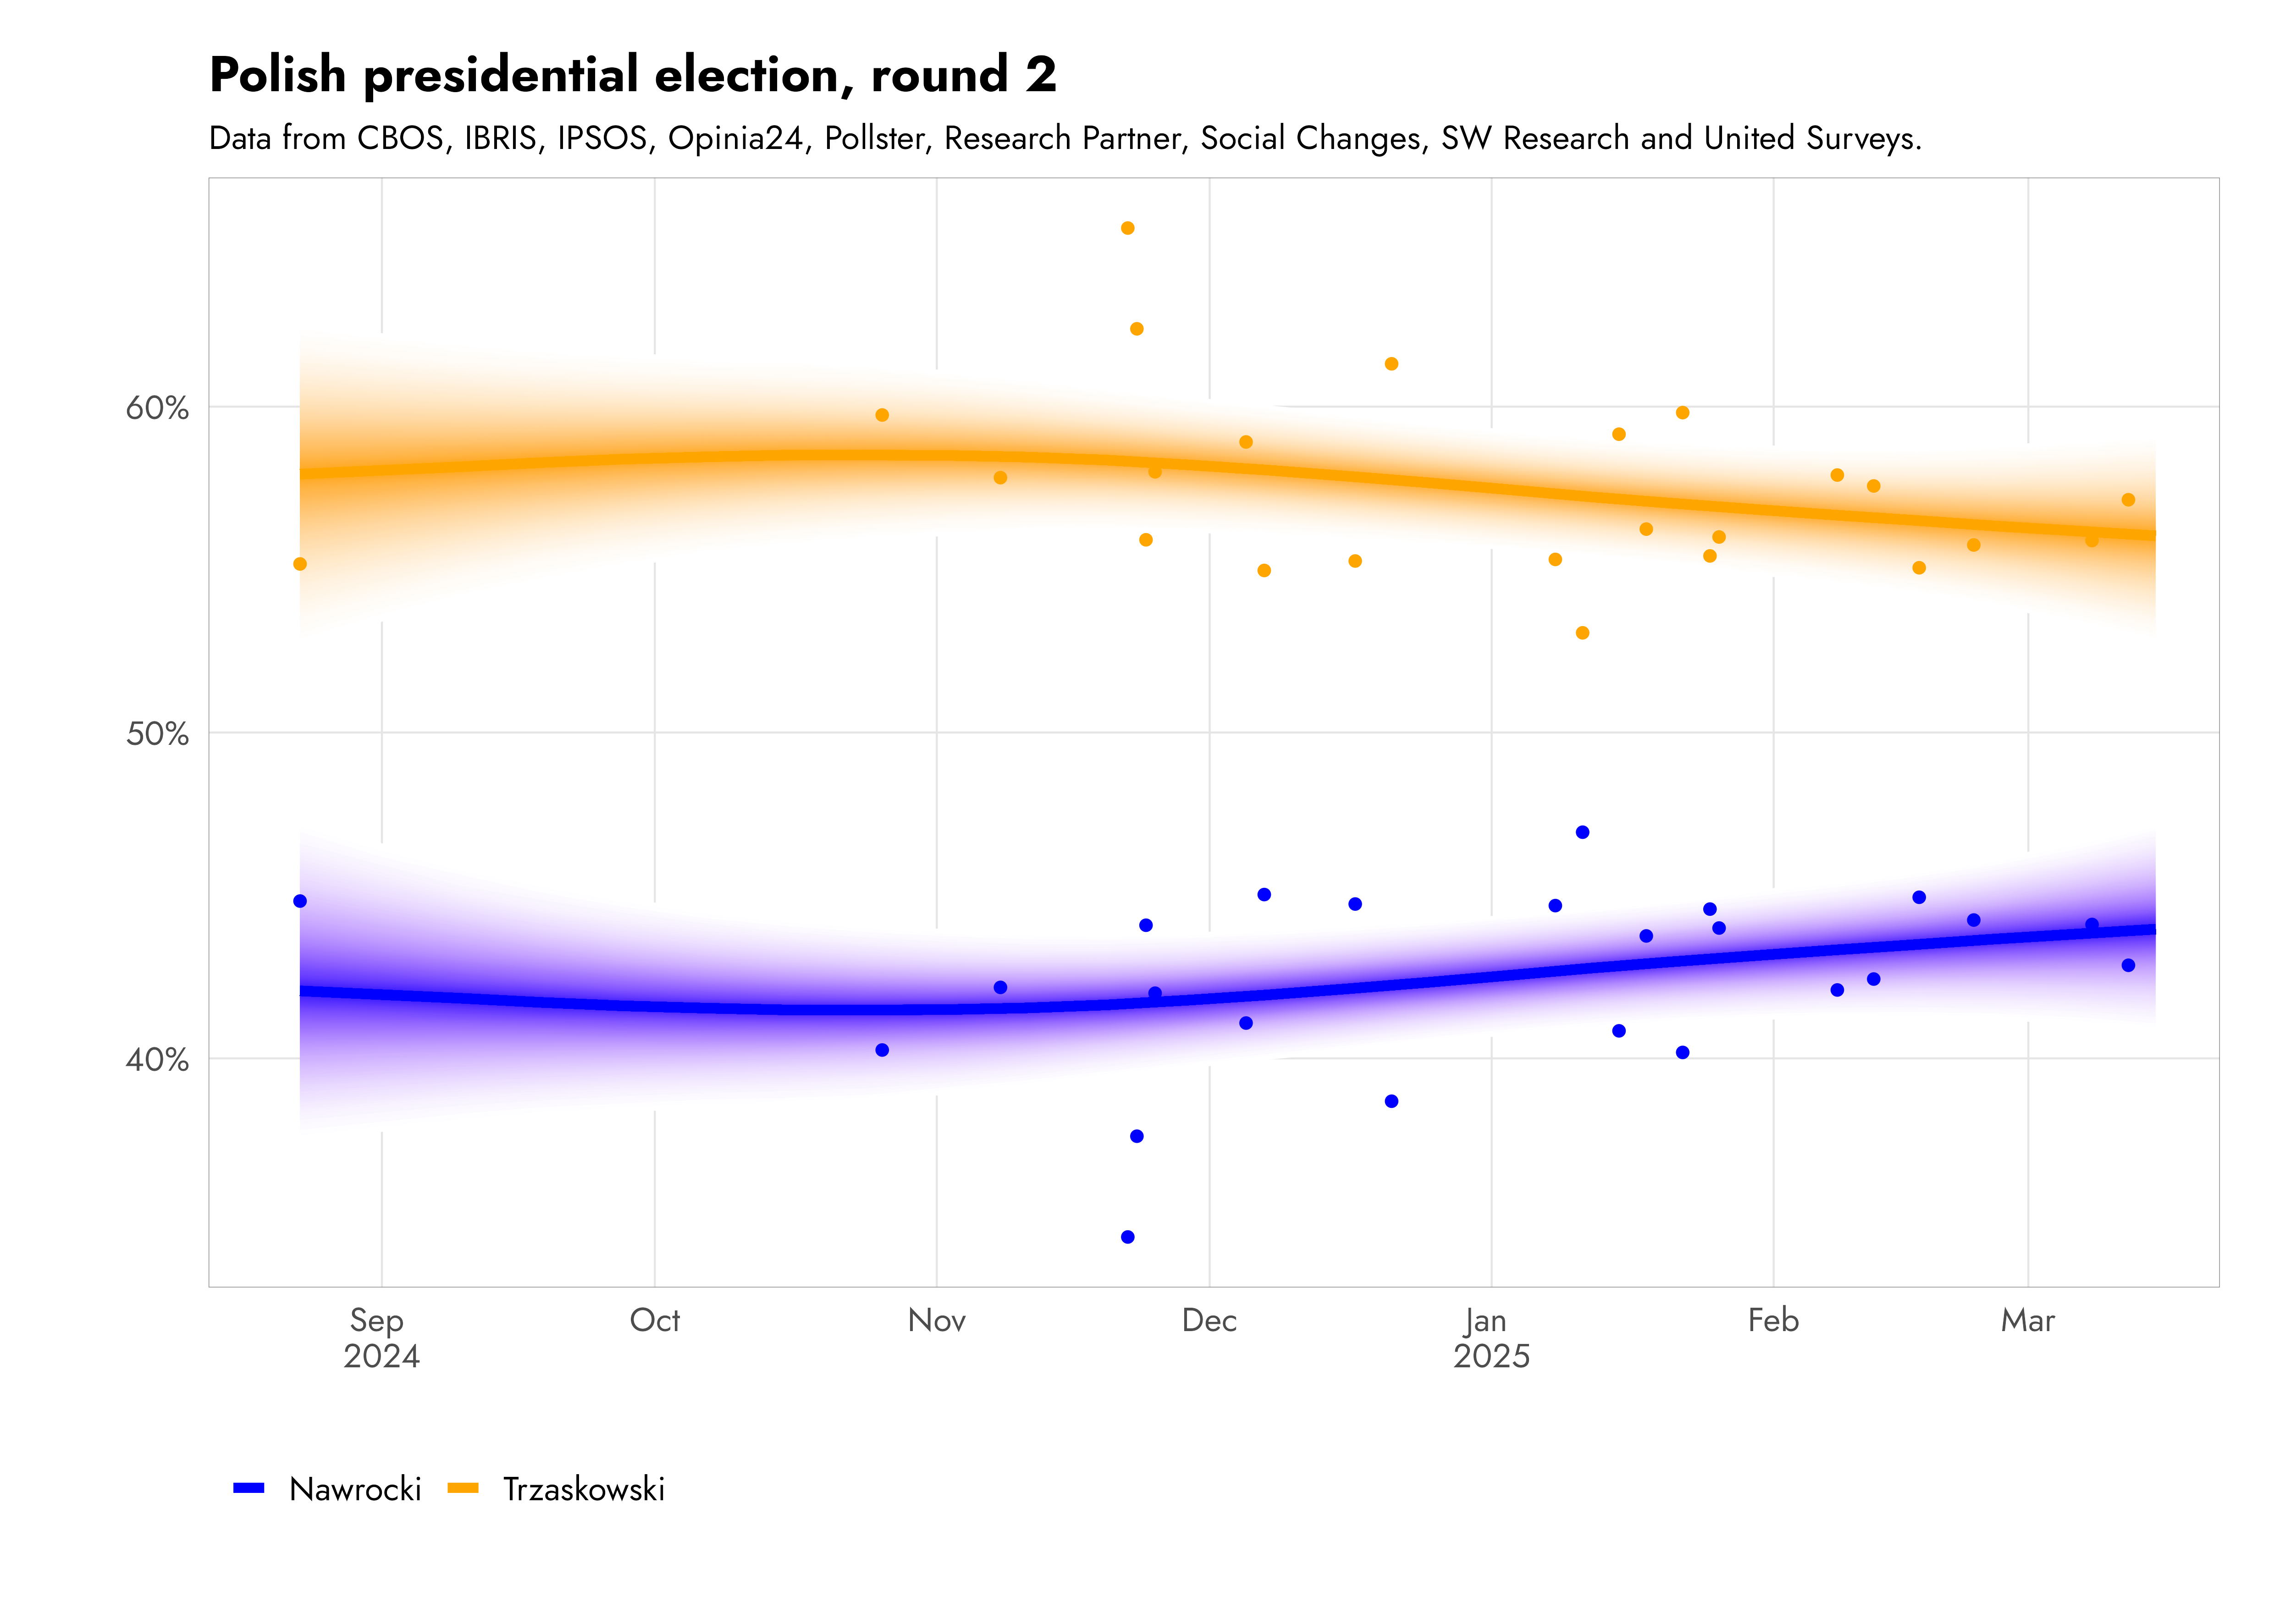 Polish presidential election, round 2
Data from CBOS, IBRIS, IPSOS, Opinia24, Pollster, Research Partner, Social Changes, SW Research and United Surveys.
60%
50%
40%
Sep Oct Nov Dec Jan Feb Mar
2024 2025
Nawrocki Trzaskowski